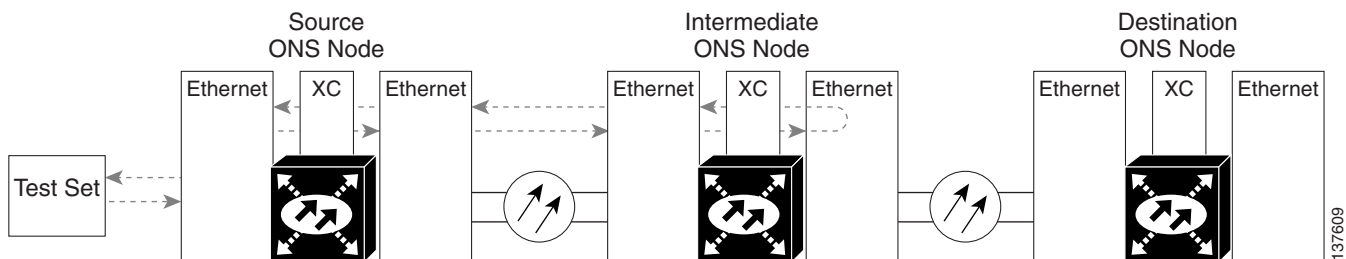 Source
ONS Node
Intermediate
ONS Node
Destination
ONS Node
Ethernet
XC
Ethernet
Ethernet
XC
Ethernet
Ethernet
XC
Ethernet
Test Set
137609